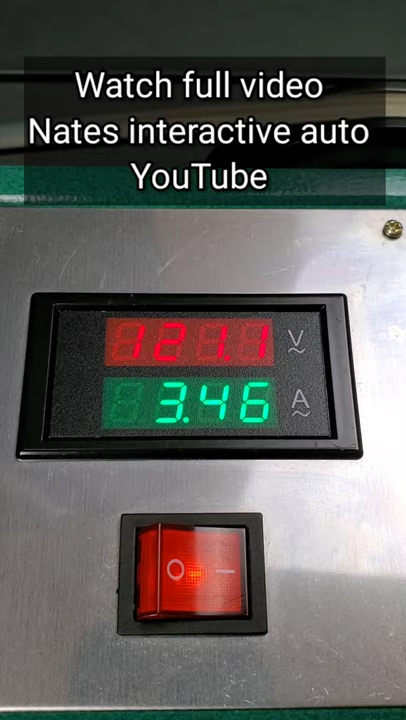 Watch full video
Nates interactive auto
YouTube
121.1 V~
3.46 A~
O —